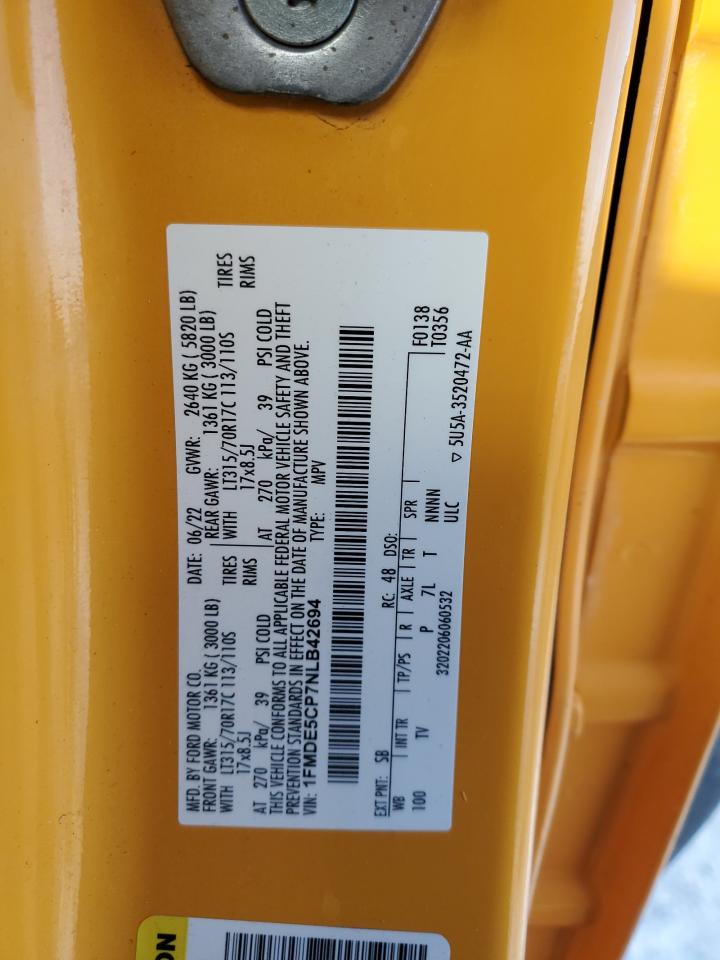 MFD. BY FORD MOTOR CO.
DATE: 06/22 GVWR: 2640 KG ( 5820 LB)
FRONT GAWR: 1361 KG ( 3000 LB) REAR GAWR: 1361 KG ( 3000 LB)
WITH LT315/70R17C 113/110S TIRES WITH LT315/70R17C 113/110S TIRES
17x8.5J RIMS 17x8.5J RIMS
AT 270 kPa/ 39 PSI COLD AT 270 kPa/ 39 PSI COLD
THIS VEHICLE CONFORMS TO ALL APPLICABLE FEDERAL MOTOR VEHICLE SAFETY AND THEFT
PREVENTION STANDARDS IN EFFECT ON THE DATE OF MANUFACTURE SHOWN ABOVE.
VIN: 1FMDE5CP7NLB42694 TYPE: MPV
EXT PNT: SB RC: 48 DSO: F0138
WB INT TR TP/PS R AXLE TR SPR T0356
100 TV P 7L T NNNN
3202206060532 ULC ▽ 5U5A-3520472-AA
ON